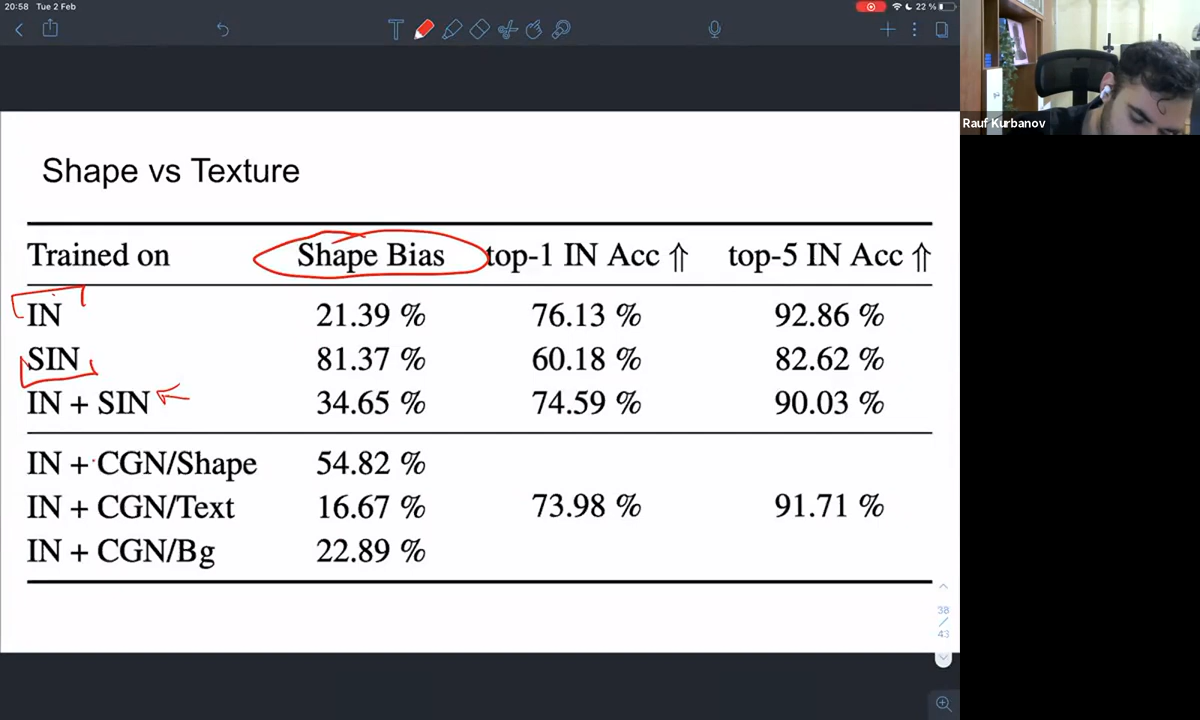 20:58 Tue 2 Feb
22 %
Rauf Kurbanov
Shape vs Texture
Trained on Shape Bias top-1 IN Acc ⇑ top-5 IN Acc ⇑
IN 21.39 % 76.13 % 92.86 %
SIN 81.37 % 60.18 % 82.62 %
IN + SIN 34.65 % 74.59 % 90.03 %
IN + CGN/Shape 54.82 %
IN + CGN/Text 16.67 % 73.98 % 91.71 %
IN + CGN/Bg 22.89 %
38
/
43